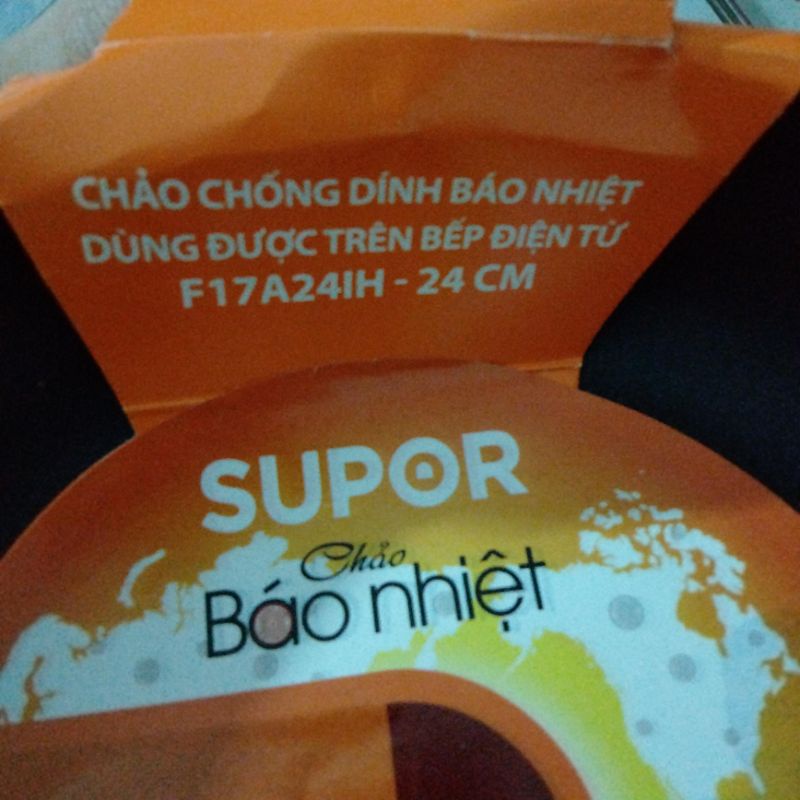 CHẢO CHỐNG DÍNH BÁO NHIỆT
DÙNG ĐƯỢC TRÊN BẾP ĐIỆN TỪ
F17A24IH - 24 CM
SUPOR
Chảo
Báo nhiệt